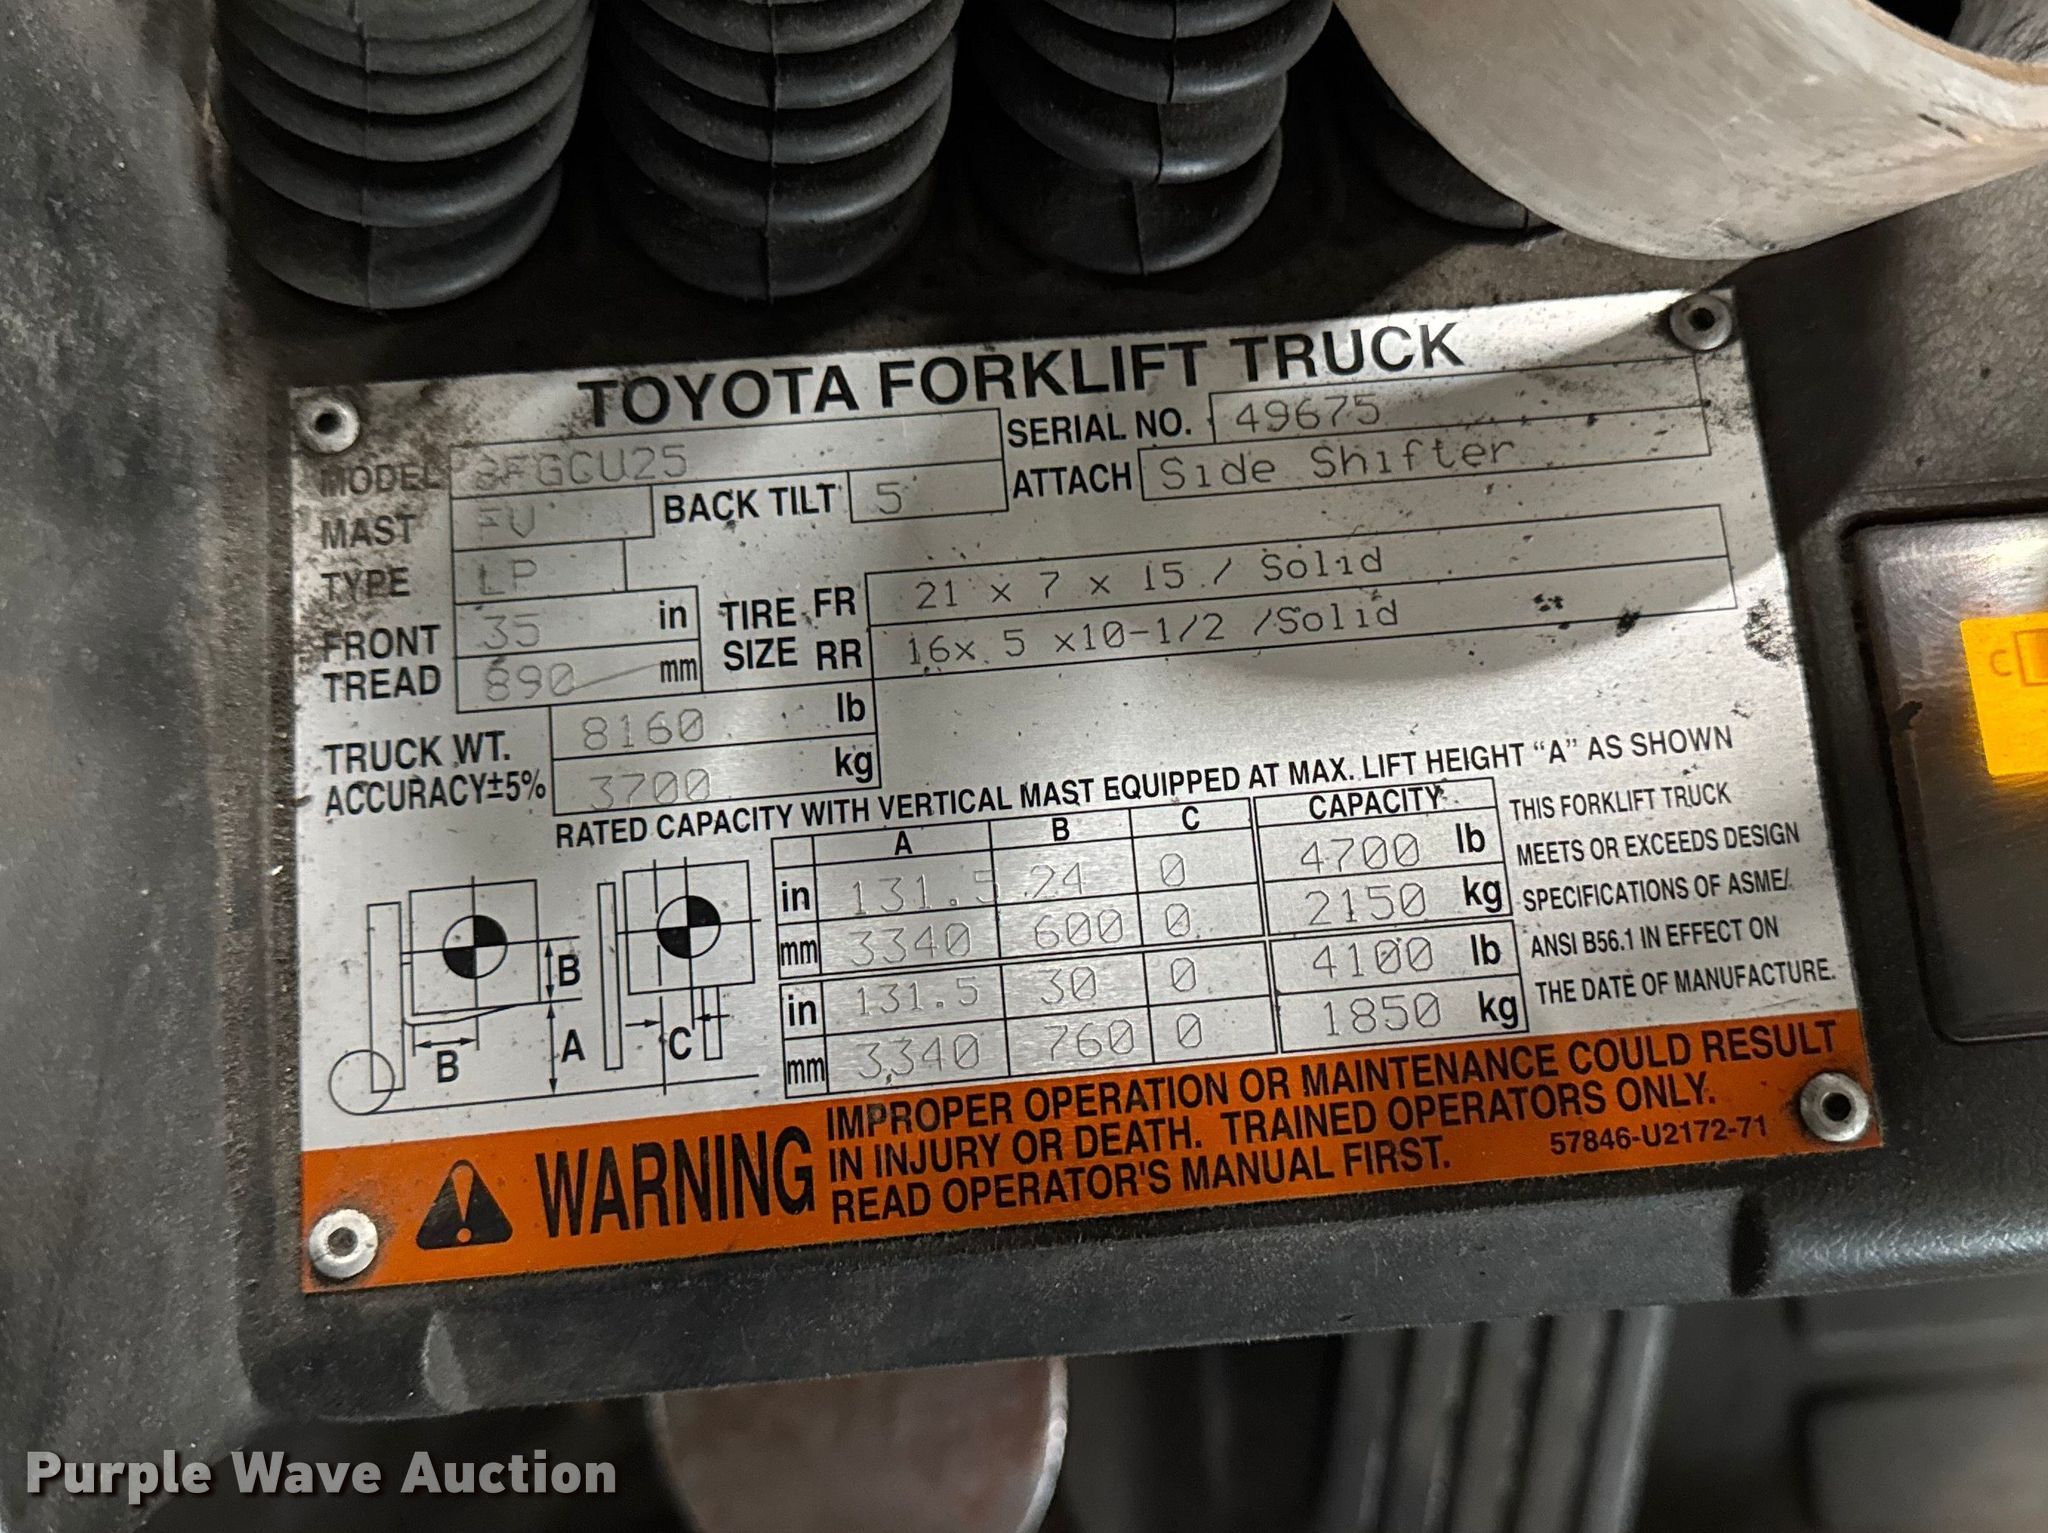 TOYOTA FORKLIFT TRUCK
MODEL 8FGCU25 SERIAL NO. 49675
MAST FV BACK TILT 5° ATTACH Side Shifter
TYPE LP
FRONT TREAD 35 in 890 mm
TIRE SIZE FR 21 x 7 x 15 / Solid
RR 16x 5 x10-1/2 /Solid
TRUCK WT. 8160 lb
ACCURACY±5% 3700 kg
RATED CAPACITY WITH VERTICAL MAST EQUIPPED AT MAX. LIFT HEIGHT "A" AS SHOWN
A B C CAPACITY
in 131.5 24 0 4700 lb
mm 3340 600 0 2150 kg
in 131.5 30 0 4100 lb
mm 3340 760 0 1850 kg
B
B A C
THIS FORKLIFT TRUCK
MEETS OR EXCEEDS DESIGN
SPECIFICATIONS OF ASME/
ANSI B56.1 IN EFFECT ON
THE DATE OF MANUFACTURE.
WARNING
IMPROPER OPERATION OR MAINTENANCE COULD RESULT
IN INJURY OR DEATH. TRAINED OPERATORS ONLY.
READ OPERATOR'S MANUAL FIRST.
57846-U2172-71
C
Purple Wave Auction